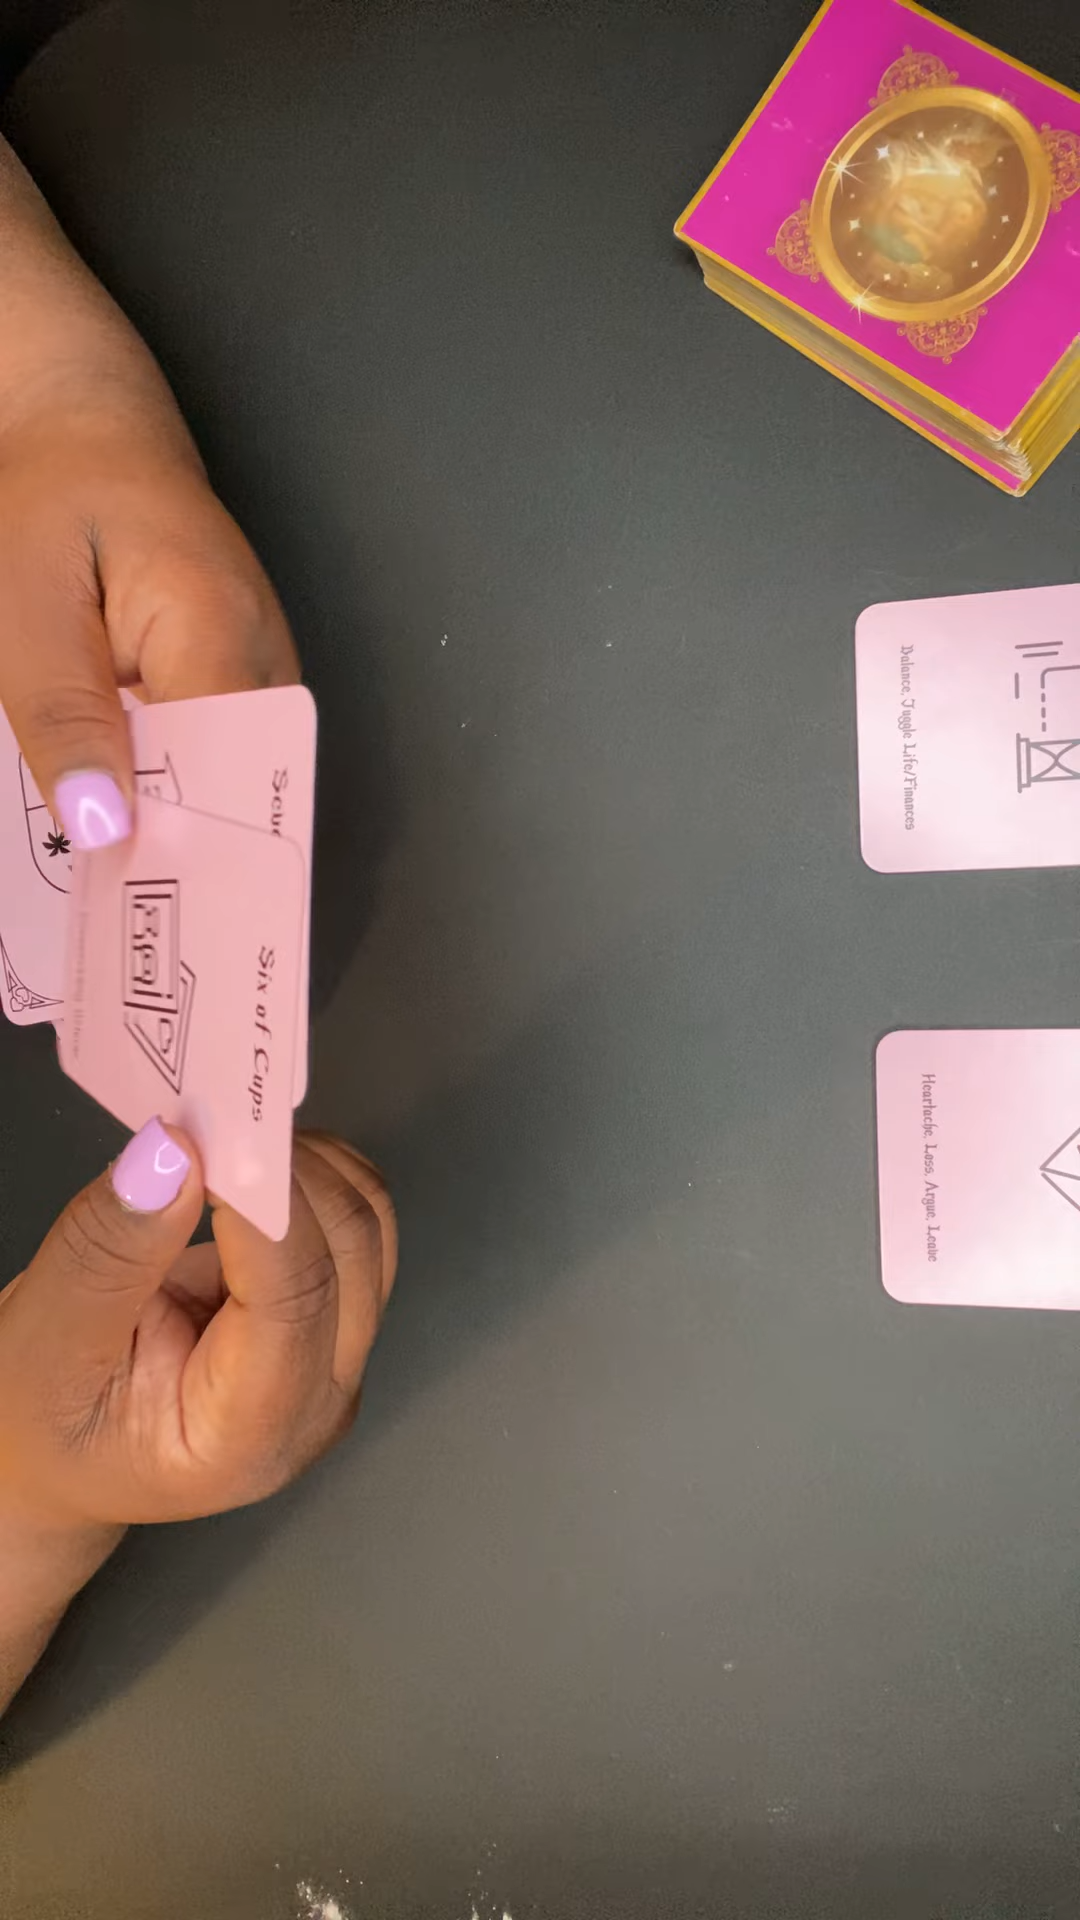 Balance, Juggle Life/Finances
Six of Cups
Heartache, Loss, Argue, Leave